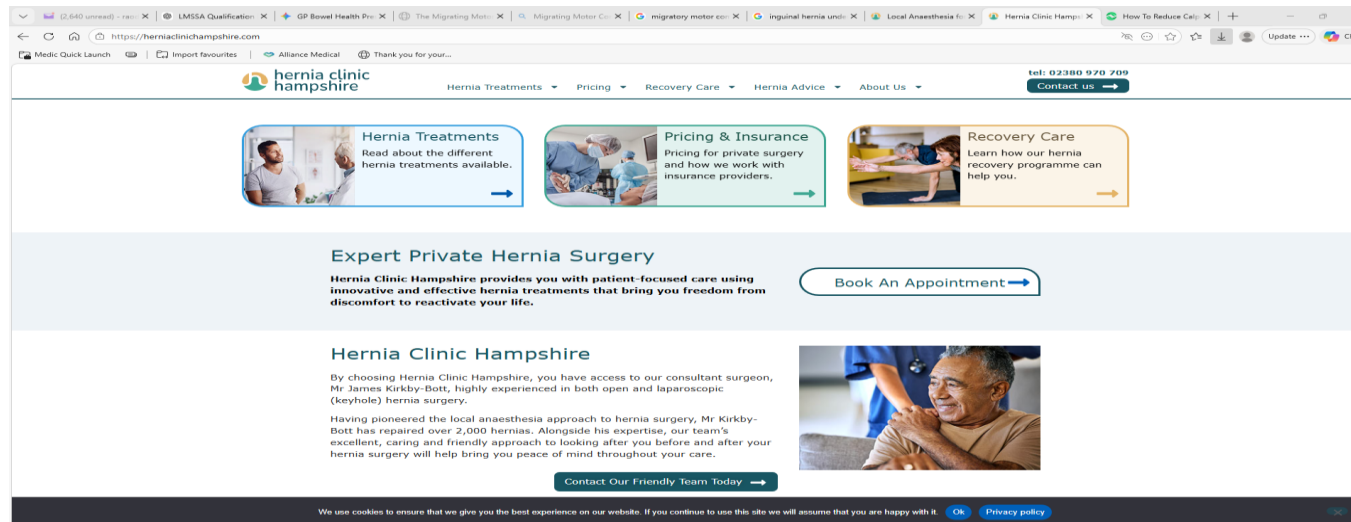 (2,640 unread) -
LMSSA Qualification
GP Bowel Health Pr
The Migrating Moto
Migrating Motor Co
migratory motor con
inguinal hernia unde
Local Anaesthesia fo
Hernia Clinic Hamps
How To Reduce Calp
https://herniaclinichampshire.com
Update
Medic Quick Launch
Import favourites
Alliance Medical
Thank you for your...
hernia clinic
hampshire
Hernia Treatments
Pricing
Recovery Care
Hernia Advice
About Us
tel: 02380 970 709
Contact us
Hernia Treatments
Read about the different
hernia treatments available.
Pricing & Insurance
Pricing for private surgery
and how we work with
insurance providers.
Recovery Care
Learn how our hernia
recovery programme can
help you.
Expert Private Hernia Surgery
Hernia Clinic Hampshire provides you with patient-focused care using
innovative and effective hernia treatments that bring you freedom from
discomfort to reactivate your life.
Book An Appointment
Hernia Clinic Hampshire
By choosing Hernia Clinic Hampshire, you have access to our consultant surgeon,
Mr James Kirkby-Bott, highly experienced in both open and laparoscopic
(keyhole) hernia surgery.
Having pioneered the local anaesthesia approach to hernia surgery, Mr Kirkby-
Bott has repaired over 2,000 hernias. Alongside his expertise, our team's
excellent, caring and friendly approach to looking after you before and after your
hernia surgery will help bring you peace of mind throughout your care.
Contact Our Friendly Team Today
We use cookies to ensure that we give you the best experience on our website. If you continue to use this site we will assume that you are happy with it.
Ok
Privacy policy